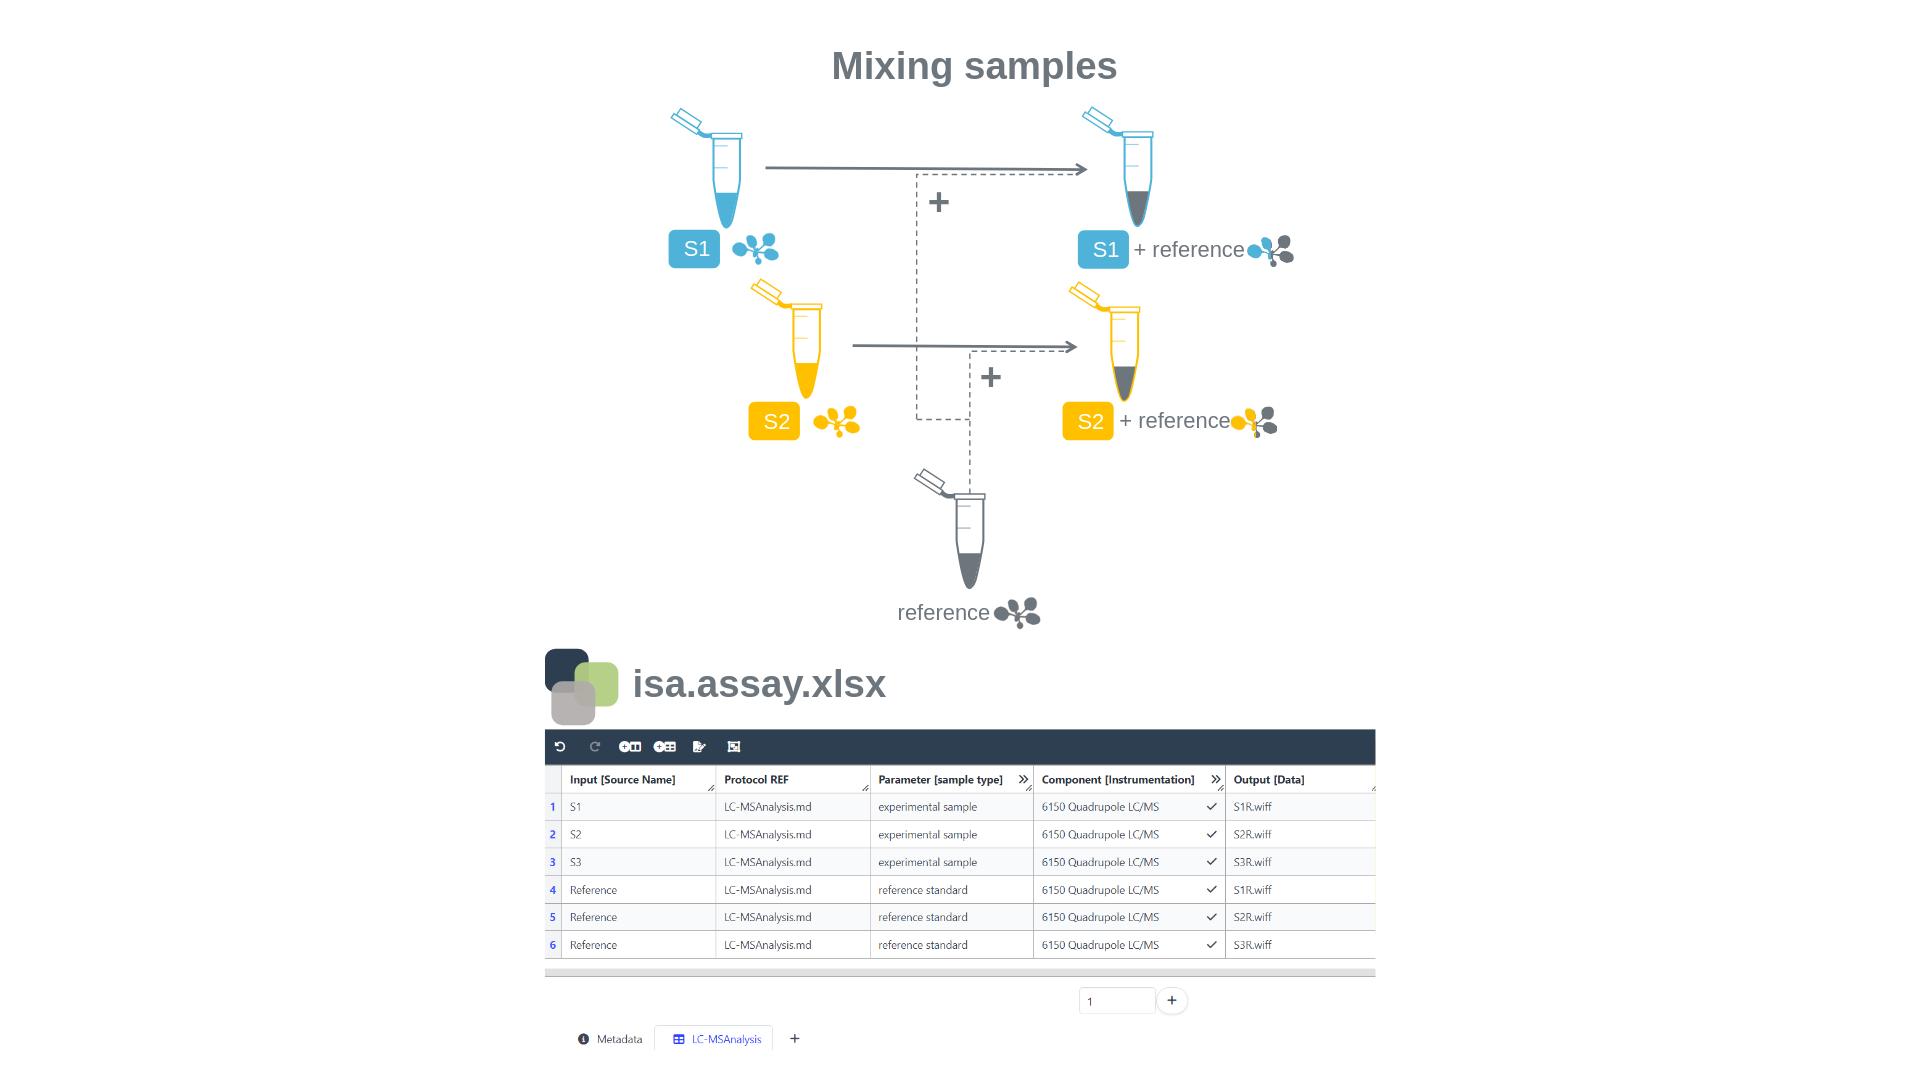 Mixing samples
+
S1
S1 + reference
+
S2
S2 + reference
reference
isa.assay.xlsx
Input [Source Name] Protocol REF Parameter [sample type] Component [Instrumentation] Output [Data]
1 S1 LC-MSAnalysis.md experimental sample 6150 Quadrupole LC/MS S1R.wiff
2 S2 LC-MSAnalysis.md experimental sample 6150 Quadrupole LC/MS S2R.wiff
3 S3 LC-MSAnalysis.md experimental sample 6150 Quadrupole LC/MS S3R.wiff
4 Reference LC-MSAnalysis.md reference standard 6150 Quadrupole LC/MS S1R.wiff
5 Reference LC-MSAnalysis.md reference standard 6150 Quadrupole LC/MS S2R.wiff
6 Reference LC-MSAnalysis.md reference standard 6150 Quadrupole LC/MS S3R.wiff
1 +
Metadata LC-MSAnalysis +